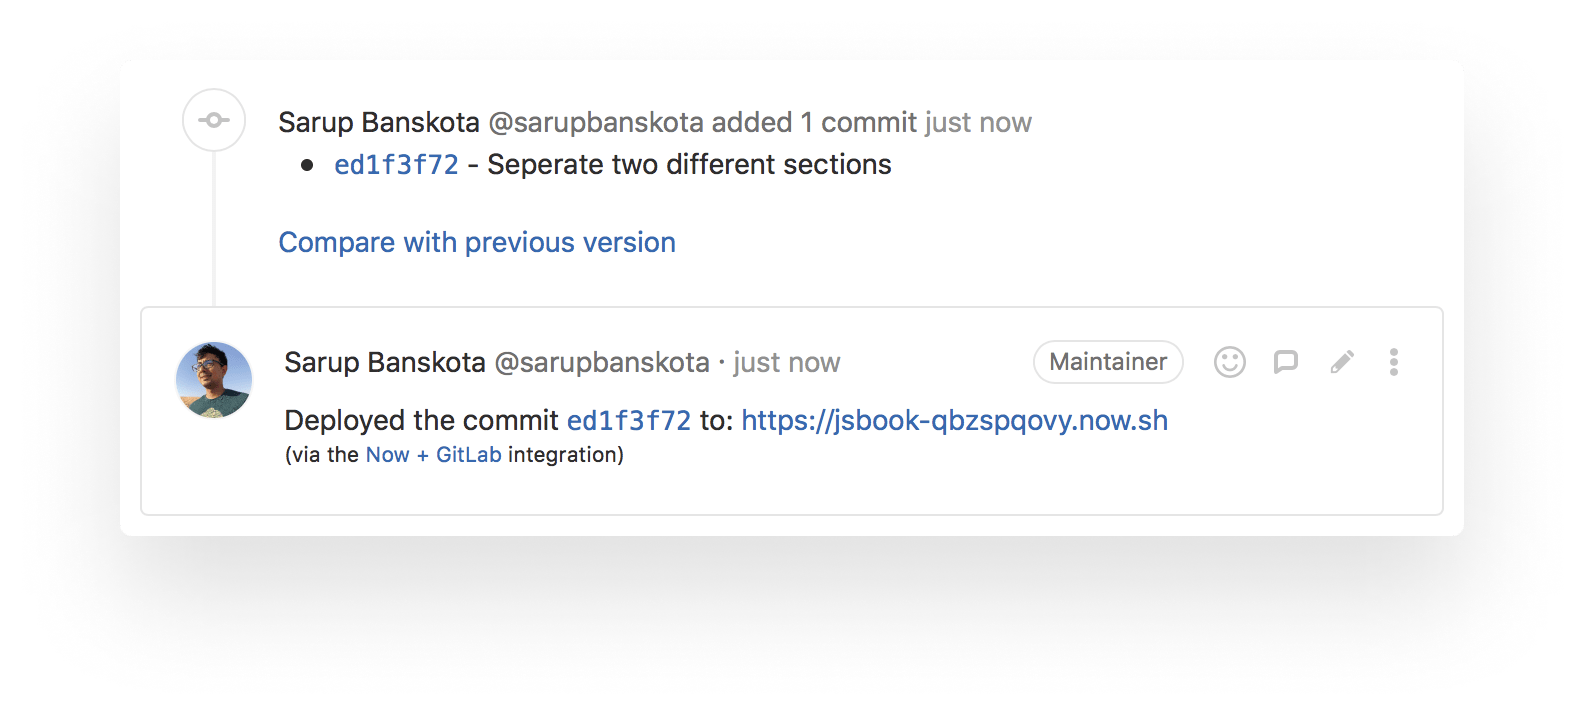 Sarup Banskota @sarupbanskota added 1 commit just now
• ed1f3f72 - Seperate two different sections
Compare with previous version
Sarup Banskota @sarupbanskota · just now Maintainer
Deployed the commit ed1f3f72 to: https://jsbook-qbzspqovy.now.sh
(via the Now + GitLab integration)